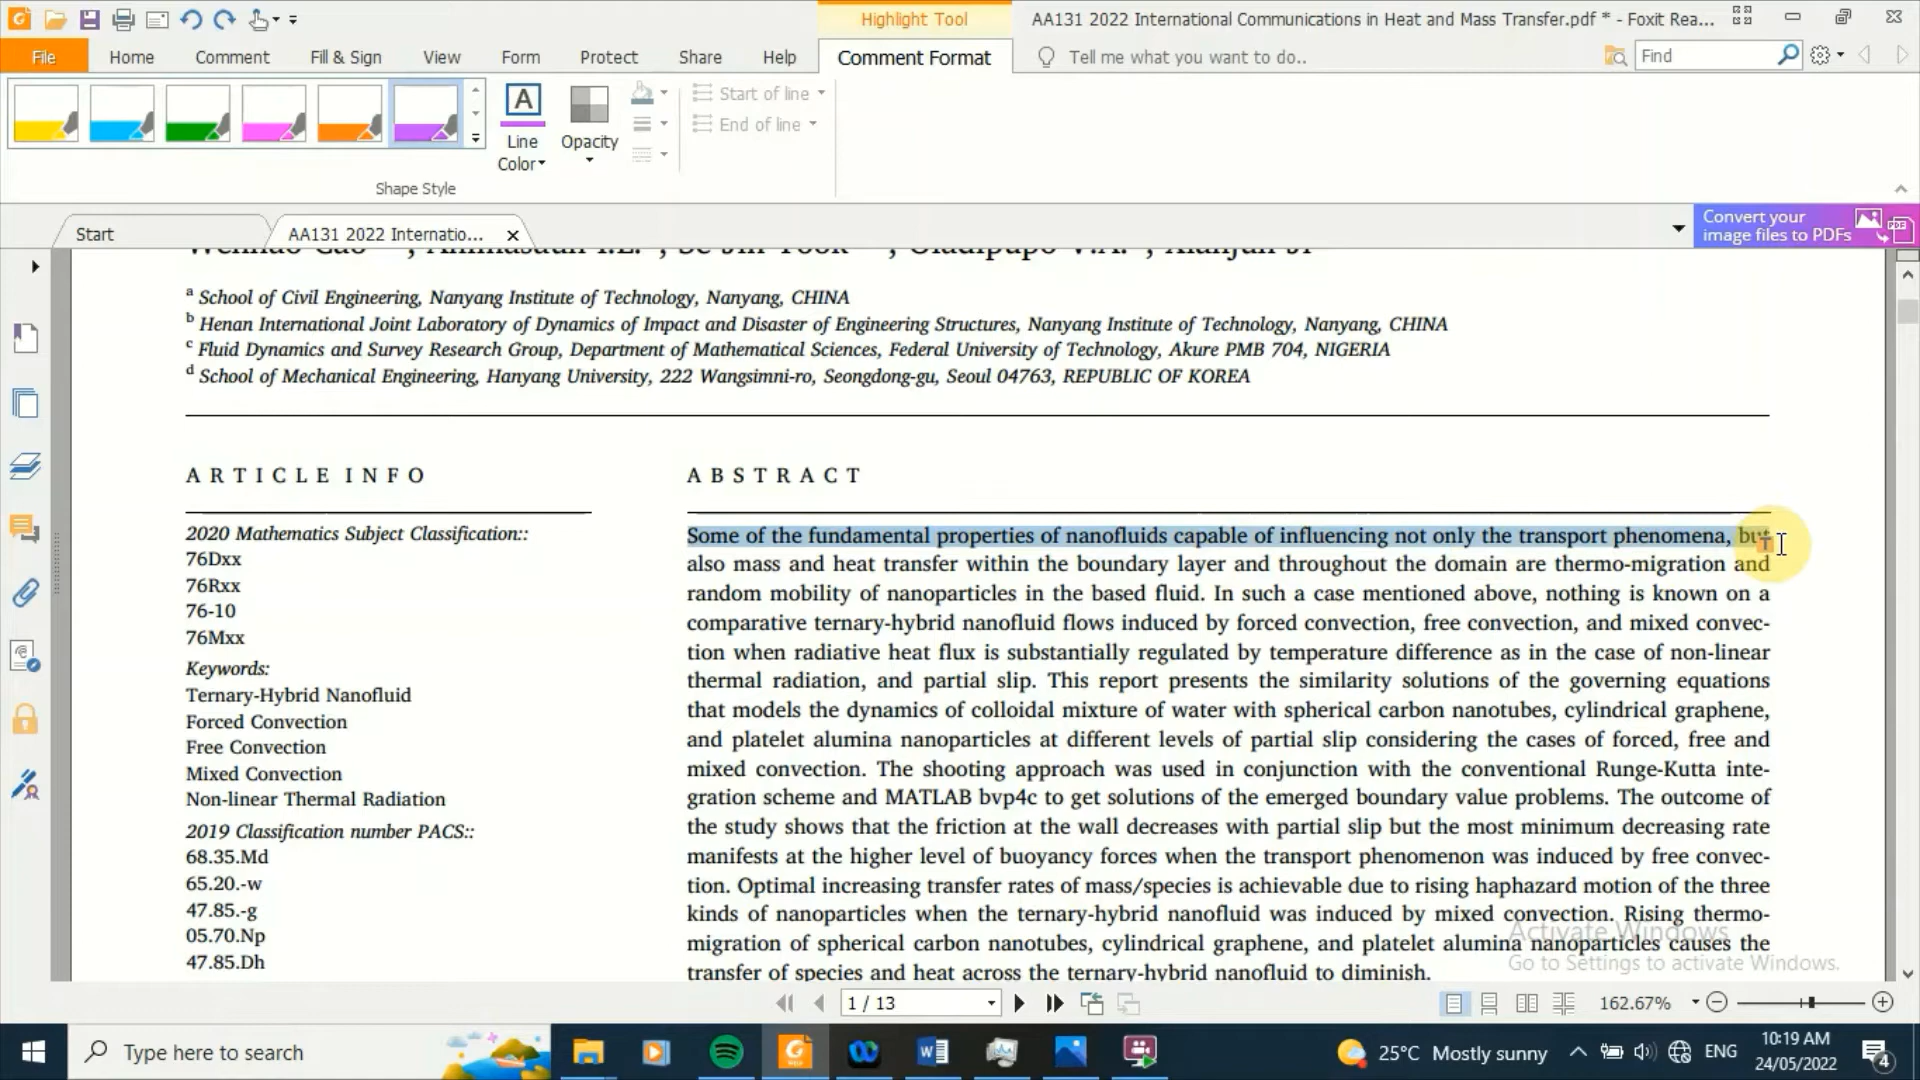 Highlight Tool
AA131 2022 International Communications in Heat and Mass Transfer.pdf * - Foxit Rea...
File
Home
Comment
Fill & Sign
View
Form
Protect
Share
Help
Comment Format
Tell me what you want to do..
Find
Line Color
Opacity
Start of line
End of line
Shape Style
Start
AA131 2022 Internatio...
Convert your
image files to PDFs
a School of Civil Engineering, Nanyang Institute of Technology, Nanyang, CHINA
b Henan International Joint Laboratory of Dynamics of Impact and Disaster of Engineering Structures, Nanyang Institute of Technology, Nanyang, CHINA
c Fluid Dynamics and Survey Research Group, Department of Mathematical Sciences, Federal University of Technology, Akure PMB 704, NIGERIA
d School of Mechanical Engineering, Hanyang University, 222 Wangsimni-ro, Seongdong-gu, Seoul 04763, REPUBLIC OF KOREA
ARTICLE INFO
2020 Mathematics Subject Classification::
76Dxx
76Rxx
76-10
76Mxx
Keywords:
Ternary-Hybrid Nanofluid
Forced Convection
Free Convection
Mixed Convection
Non-linear Thermal Radiation
2019 Classification number PACS::
68.35.Md
65.20.-w
47.85.-g
05.70.Np
47.85.Dh
ABSTRACT
Some of the fundamental properties of nanofluids capable of influencing not only the transport phenomena, but
also mass and heat transfer within the boundary layer and throughout the domain are thermo-migration and
random mobility of nanoparticles in the based fluid. In such a case mentioned above, nothing is known on a
comparative ternary-hybrid nanofluid flows induced by forced convection, free convection, and mixed convec-
tion when radiative heat flux is substantially regulated by temperature difference as in the case of non-linear
thermal radiation, and partial slip. This report presents the similarity solutions of the governing equations
that models the dynamics of colloidal mixture of water with spherical carbon nanotubes, cylindrical graphene,
and platelet alumina nanoparticles at different levels of partial slip considering the cases of forced, free and
mixed convection. The shooting approach was used in conjunction with the conventional Runge-Kutta inte-
gration scheme and MATLAB bvp4c to get solutions of the emerged boundary value problems. The outcome of
the study shows that the friction at the wall decreases with partial slip but the most minimum decreasing rate
manifests at the higher level of buoyancy forces when the transport phenomenon was induced by free convec-
tion. Optimal increasing transfer rates of mass/species is achievable due to rising haphazard motion of the three
kinds of nanoparticles when the ternary-hybrid nanofluid was induced by mixed convection. Rising thermo-
migration of spherical carbon nanotubes, cylindrical graphene, and platelet alumina nanoparticles causes the
transfer of species and heat across the ternary-hybrid nanofluid to diminish.
Activate Windows
Go to Settings to activate Windows.
1 / 13
162.67%
Type here to search
25°C Mostly sunny
ENG
10:19 AM
24/05/2022
4